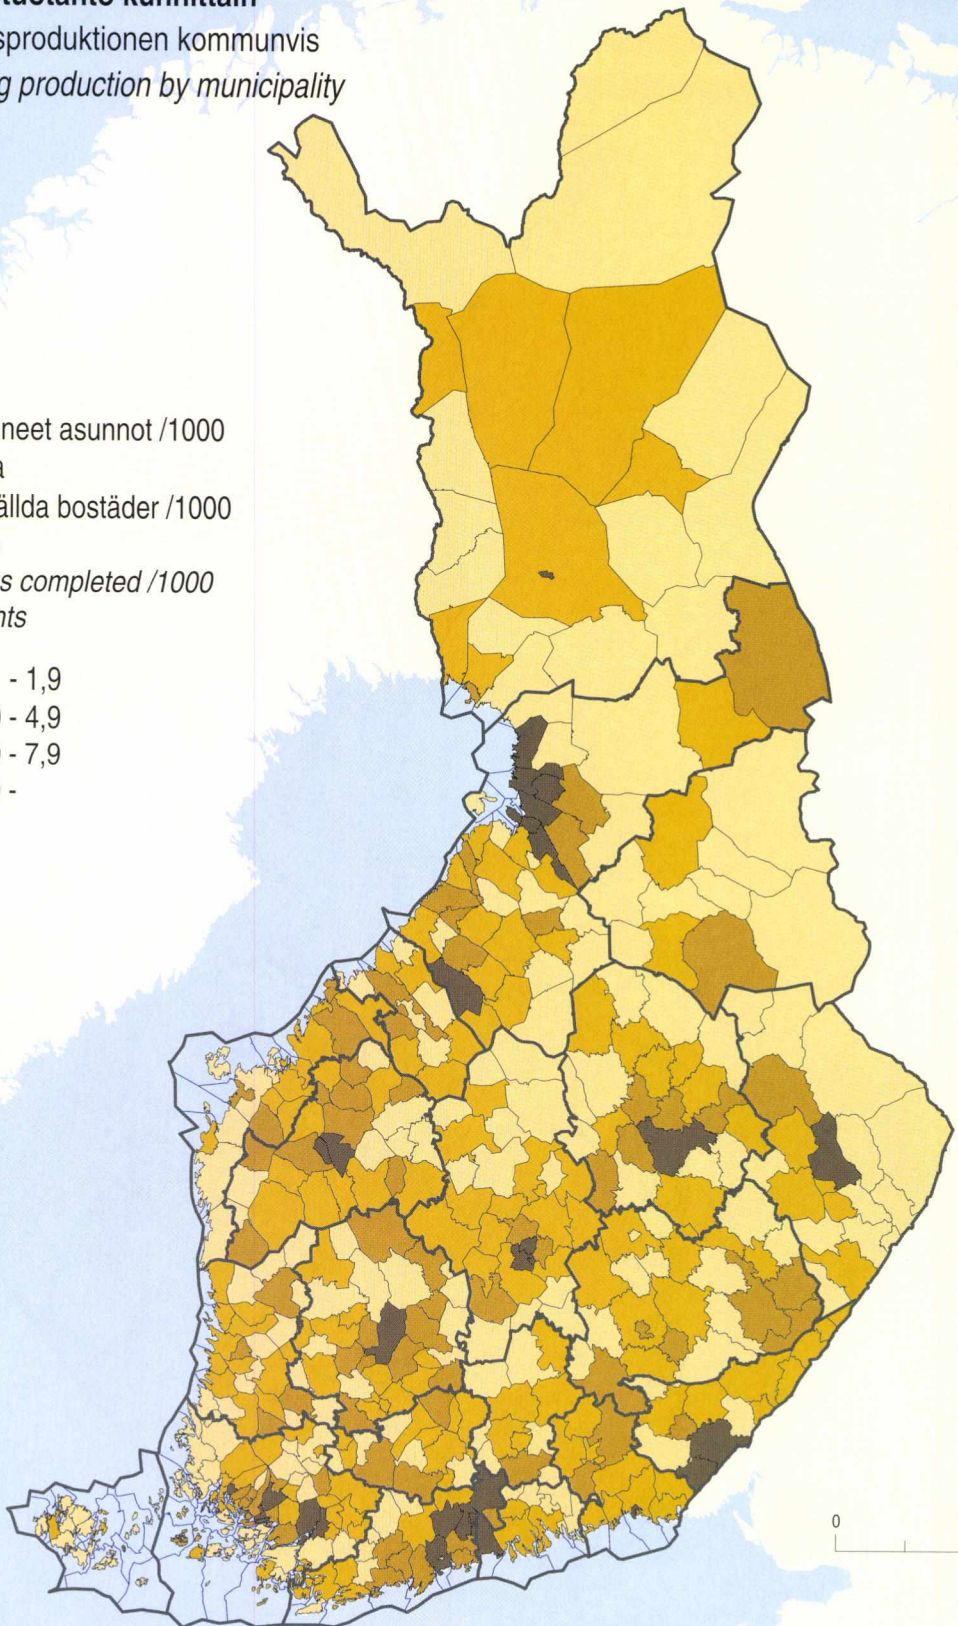 kunnittain
sproduktionen kommunvis
g production by municipality
neet asunnot /1000
a
ällda bostäder /1000
s completed /1000
nts
- 1,9
- 4,9
- 7,9
-
0